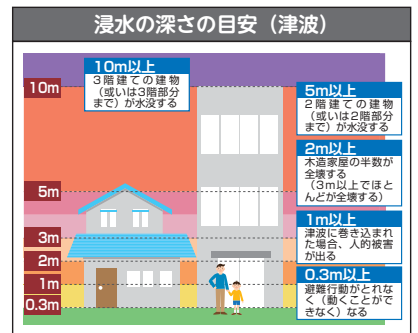 浸水の深さの目安（津波）
10m以上
3階建ての建物
（或いは3階部分
まで）が水没する
10m
5m以上
2階建ての建物
（或いは2階部分
まで）が水没する
2m以上
木造家屋の半数が
全壊する
（3m以上でほと
んどが全壊する）
5m
1m以上
津波に巻き込まれ
た場合、人的被害
が出る
3m
2m
0.3m以上
避難行動がとれな
く（動くことがで
きなく）なる
1m
0.3m